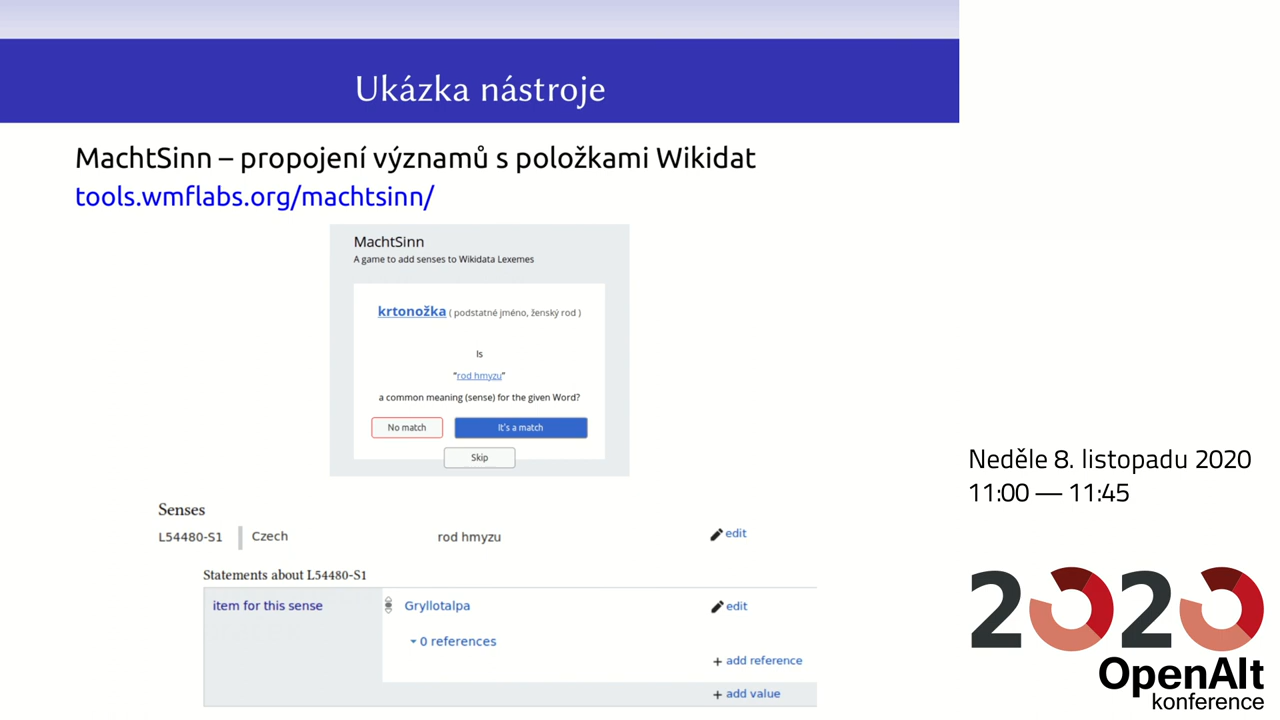 Ukázka nástroje
MachtSinn – propojení významů s položkami Wikidat
tools.wmflabs.org/machtsinn/
MachtSinn
A game to add senses to Wikidata Lexemes
krtonožka ( podstatné jméno, ženský rod )
Is
“rod hmyzu”
a common meaning (sense) for the given Word?
No match
It's a match
Skip
Senses
L54480-S1
Czech
rod hmyzu
edit
Statements about L54480-S1
item for this sense
Gryllotalpa
edit
0 references
+ add reference
+ add value
Neděle 8. listopadu 2020
11:00 — 11:45
2020
OpenAlt
konference